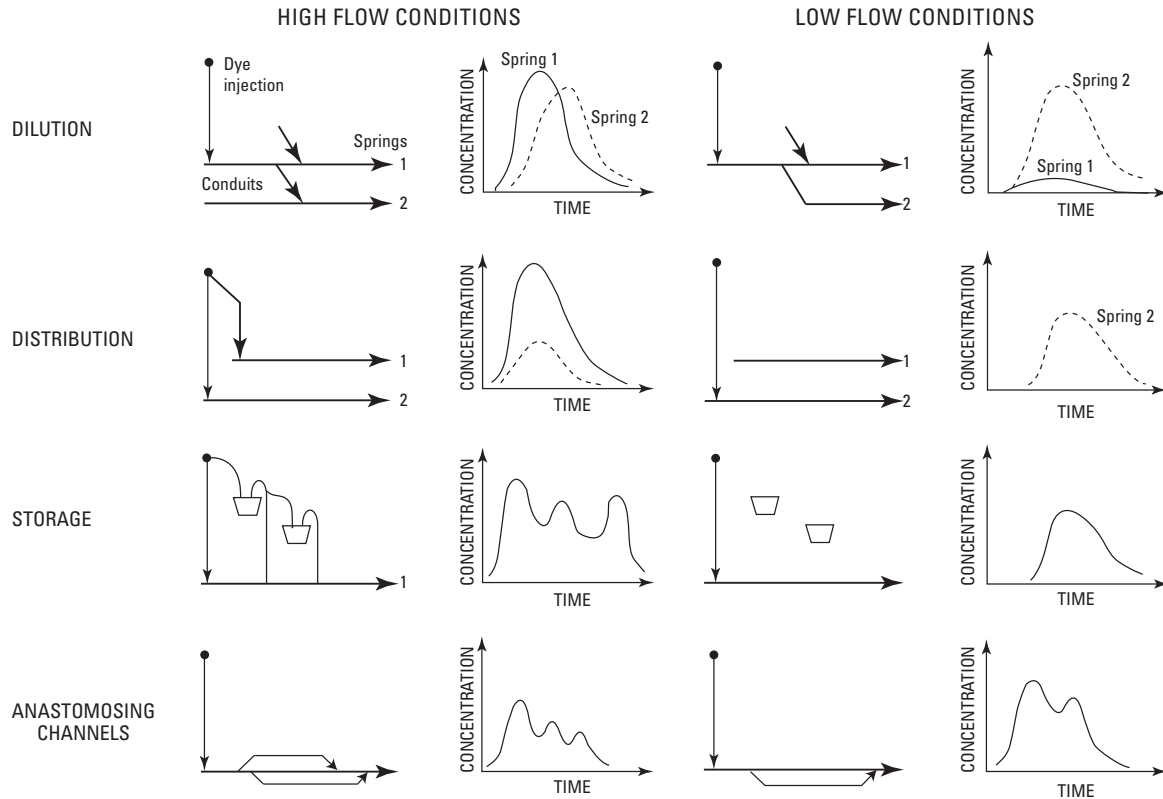 HIGH FLOW CONDITIONS
LOW FLOW CONDITIONS
DILUTION
Dye
injection
Springs
1
Conduits
2
CONCENTRATION
Spring 1
Spring 2
TIME
1
2
CONCENTRATION
Spring 2
Spring 1
TIME
DISTRIBUTION
1
2
CONCENTRATION
TIME
1
2
CONCENTRATION
Spring 2
TIME
STORAGE
1
CONCENTRATION
TIME
CONCENTRATION
TIME
ANASTOMOSING
CHANNELS
CONCENTRATION
TIME
CONCENTRATION
TIME